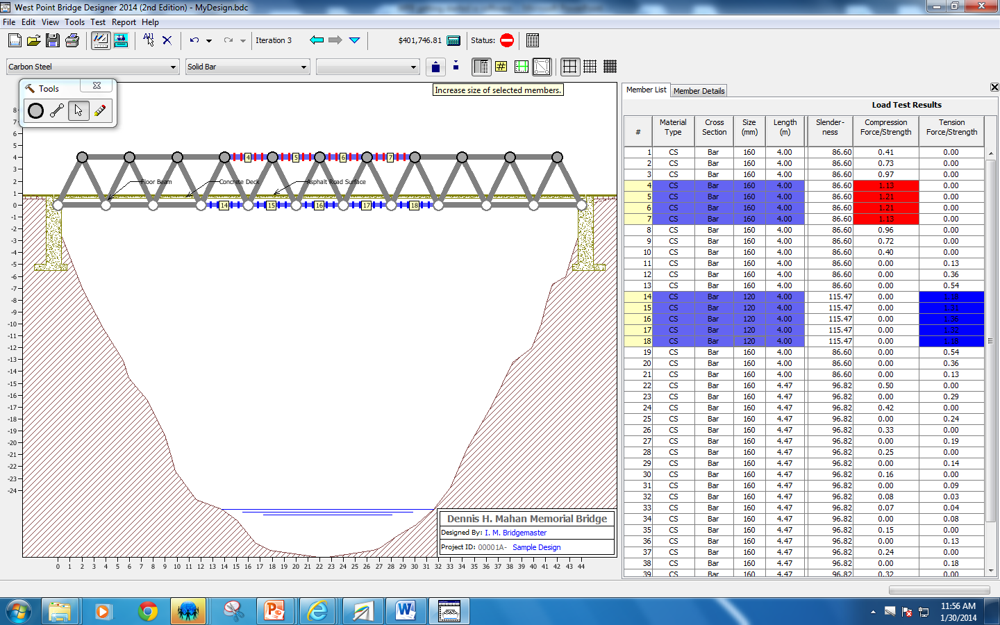 West Point Bridge Designer 2014 (2nd Edition) - MyDesign.bdc
File Edit View Tools Test Report Help
Iteration 3 $401,746.81 Status:
Carbon Steel Solid Bar
Increase size of selected members.
Tools
Member List Member Details
Load Test Results
# Material Type Cross Section Size (mm) Length (m) Slender-ness Compression Force/Strength Tension Force/Strength
1 CS Bar 160 4.00 86.60 0.41 0.00
2 CS Bar 160 4.00 86.60 0.73 0.00
3 CS Bar 160 4.00 86.60 0.97 0.00
4 CS Bar 160 4.00 86.60 1.13 0.00
5 CS Bar 160 4.00 86.60 1.21 0.00
6 CS Bar 160 4.00 86.60 1.21 0.00
7 CS Bar 160 4.00 86.60 1.13 0.00
8 CS Bar 160 4.00 86.60 0.96 0.00
9 CS Bar 160 4.00 86.60 0.72 0.00
10 CS Bar 160 4.00 86.60 0.40 0.00
11 CS Bar 160 4.00 86.60 0.00 0.13
12 CS Bar 160 4.00 86.60 0.00 0.36
13 CS Bar 160 4.00 86.60 0.00 0.54
14 CS Bar 120 4.00 115.47 0.00
15 CS Bar 120 4.00 115.47 0.00
16 CS Bar 120 4.00 115.47 0.00
17 CS Bar 120 4.00 115.47 0.00
18 CS Bar 120 4.00 115.47 0.00
19 CS Bar 160 4.00 86.60 0.00 0.54
20 CS Bar 160 4.00 86.60 0.00 0.36
21 CS Bar 160 4.00 86.60 0.00 0.13
22 CS Bar 160 4.47 96.82 0.50 0.00
23 CS Bar 160 4.47 96.82 0.00 0.29
24 CS Bar 160 4.47 96.82 0.42 0.00
25 CS Bar 160 4.47 96.82 0.00 0.24
26 CS Bar 160 4.47 96.82 0.33 0.00
27 CS Bar 160 4.47 96.82 0.00 0.19
28 CS Bar 160 4.47 96.82 0.25 0.00
29 CS Bar 160 4.47 96.82 0.00 0.14
30 CS Bar 160 4.47 96.82 0.16 0.00
31 CS Bar 160 4.47 96.82 0.00 0.09
32 CS Bar 160 4.47 96.82 0.08 0.03
33 CS Bar 160 4.47 96.82 0.07 0.04
34 CS Bar 160 4.47 96.82 0.00 0.08
35 CS Bar 160 4.47 96.82 0.15 0.00
36 CS Bar 160 4.47 96.82 0.00 0.13
37 CS Bar 160 4.47 96.82 0.24 0.00
38 CS Bar 160 4.47 96.82 0.00 0.18
39 CS Bar 160 4.47 96.82 0.32 0.00
8
7
6
5
4
3
2
1
0
-1
-2
-3
-4
-5
-6
-7
-8
-9
-10
-11
-12
-13
-14
-15
-16
-17
-18
-19
-20
-21
-22
-23
-24
4 5 6 7
Floor Beam Concrete Deck Asphalt Road Surface
14 15 16 17 18
Dennis H. Mahan Memorial Bridge
Designed By: I. M. Bridgemaster
Project ID: 00001A- Sample Design
0 1 2 3 4 5 6 7 8 9 10 11 12 13 14 15 16 17 18 19 20 21 22 23 24 25 26 27 28 29 30 31 32 33 34 35 36 37 38 39 40 41 42 43 44
11:56 AM
1/30/2014